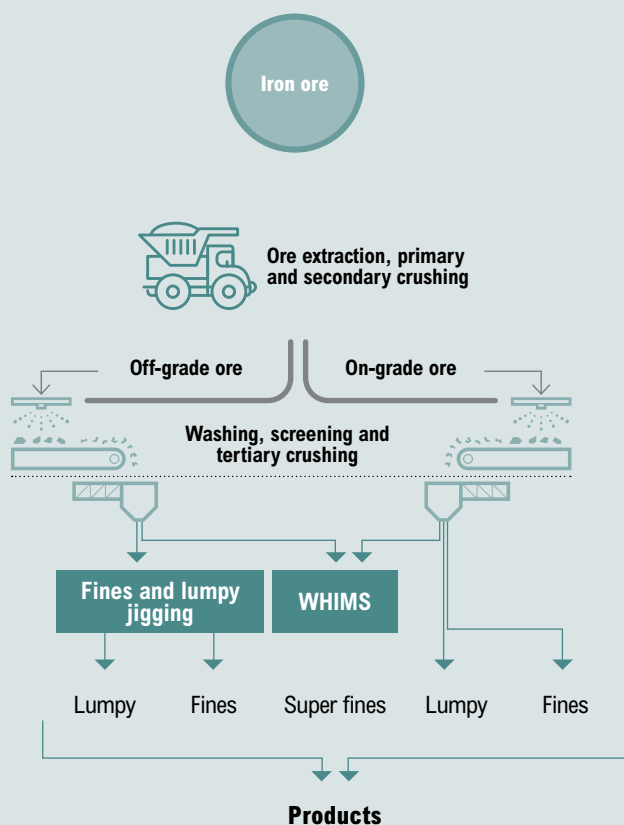 Iron ore
Ore extraction, primary
and secondary crushing
Off-grade ore
On-grade ore
Washing, screening and
tertiary crushing
Fines and lumpy
jigging
WHIMS
Lumpy
Fines
Super fines
Lumpy
Fines
Products